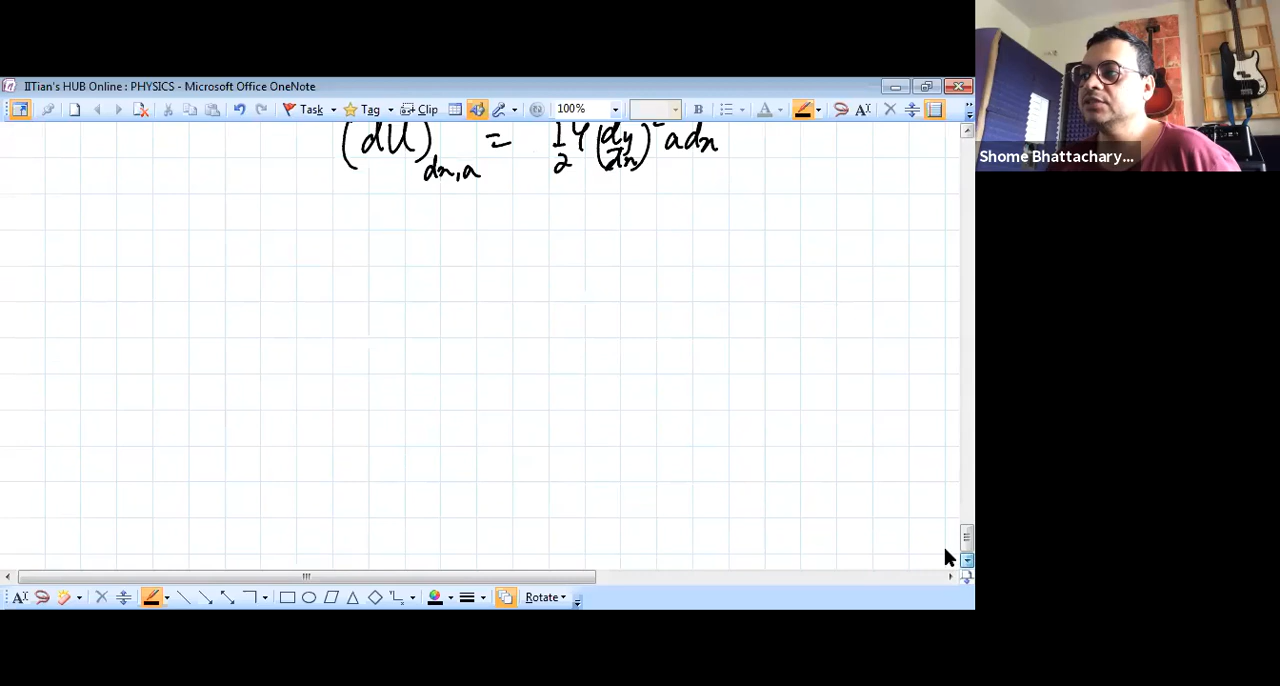 IITian's HUB Online : PHYSICS - Microsoft Office OneNote
Task Tag Clip 100% B A A
(dU)dx,a = 1/2 Y (dy/dx)² a dx
Shome Bhattachary...
A Rotate